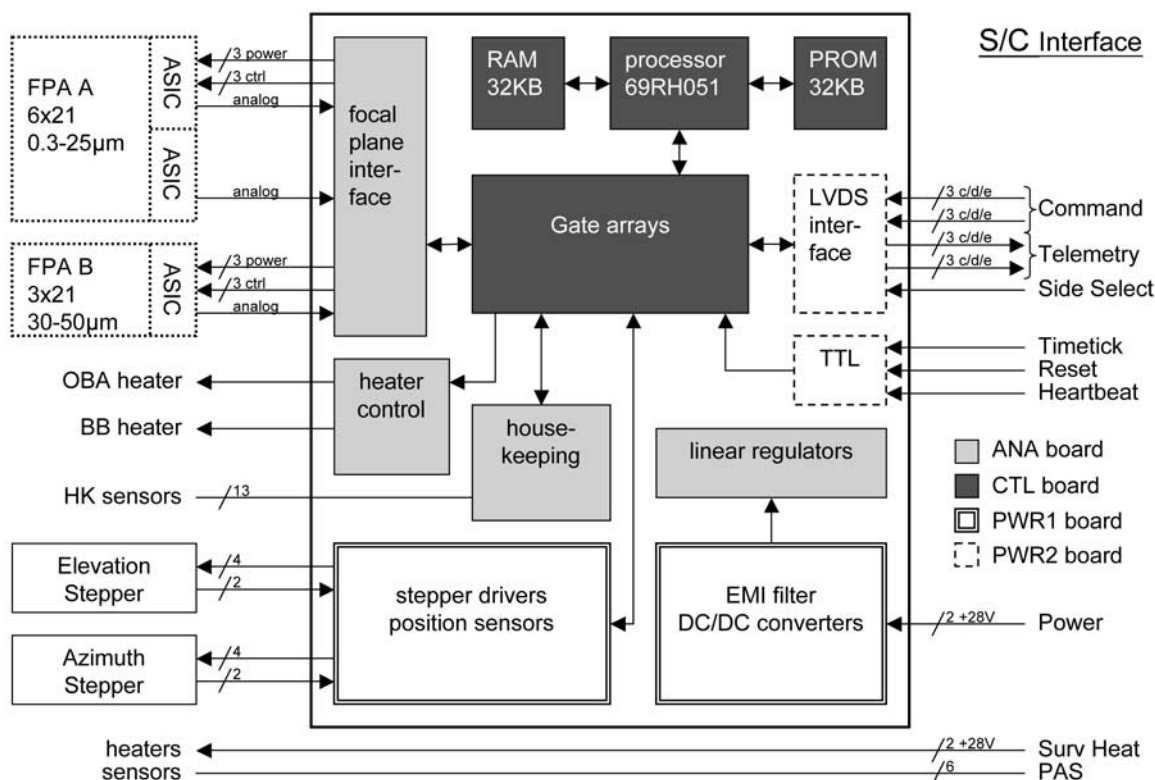 S/C Interface
FPA A
6x21
0.3-25µm
ASIC
ASIC
3 power
3 ctrl
analog
analog
FPA B
3x21
30-50µm
ASIC
3 power
3 ctrl
analog
focal
plane
inter-
face
RAM
32KB
processor
69RH051
PROM
32KB
Gate arrays
LVDS
inter-
face
3 c/d/e
3 c/d/e
Command
3 c/d/e
3 c/d/e
Telemetry
Side Select
TTL
Timetick
Reset
Heartbeat
OBA heater
BB heater
heater
control
HK sensors
13
house-
keeping
linear regulators
ANA board
CTL board
PWR1 board
PWR2 board
Elevation
Stepper
4
2
Azimuth
Stepper
4
2
stepper drivers
position sensors
EMI filter
DC/DC converters
2 +28V
Power
heaters
2 +28V
Surv Heat
sensors
6
PAS